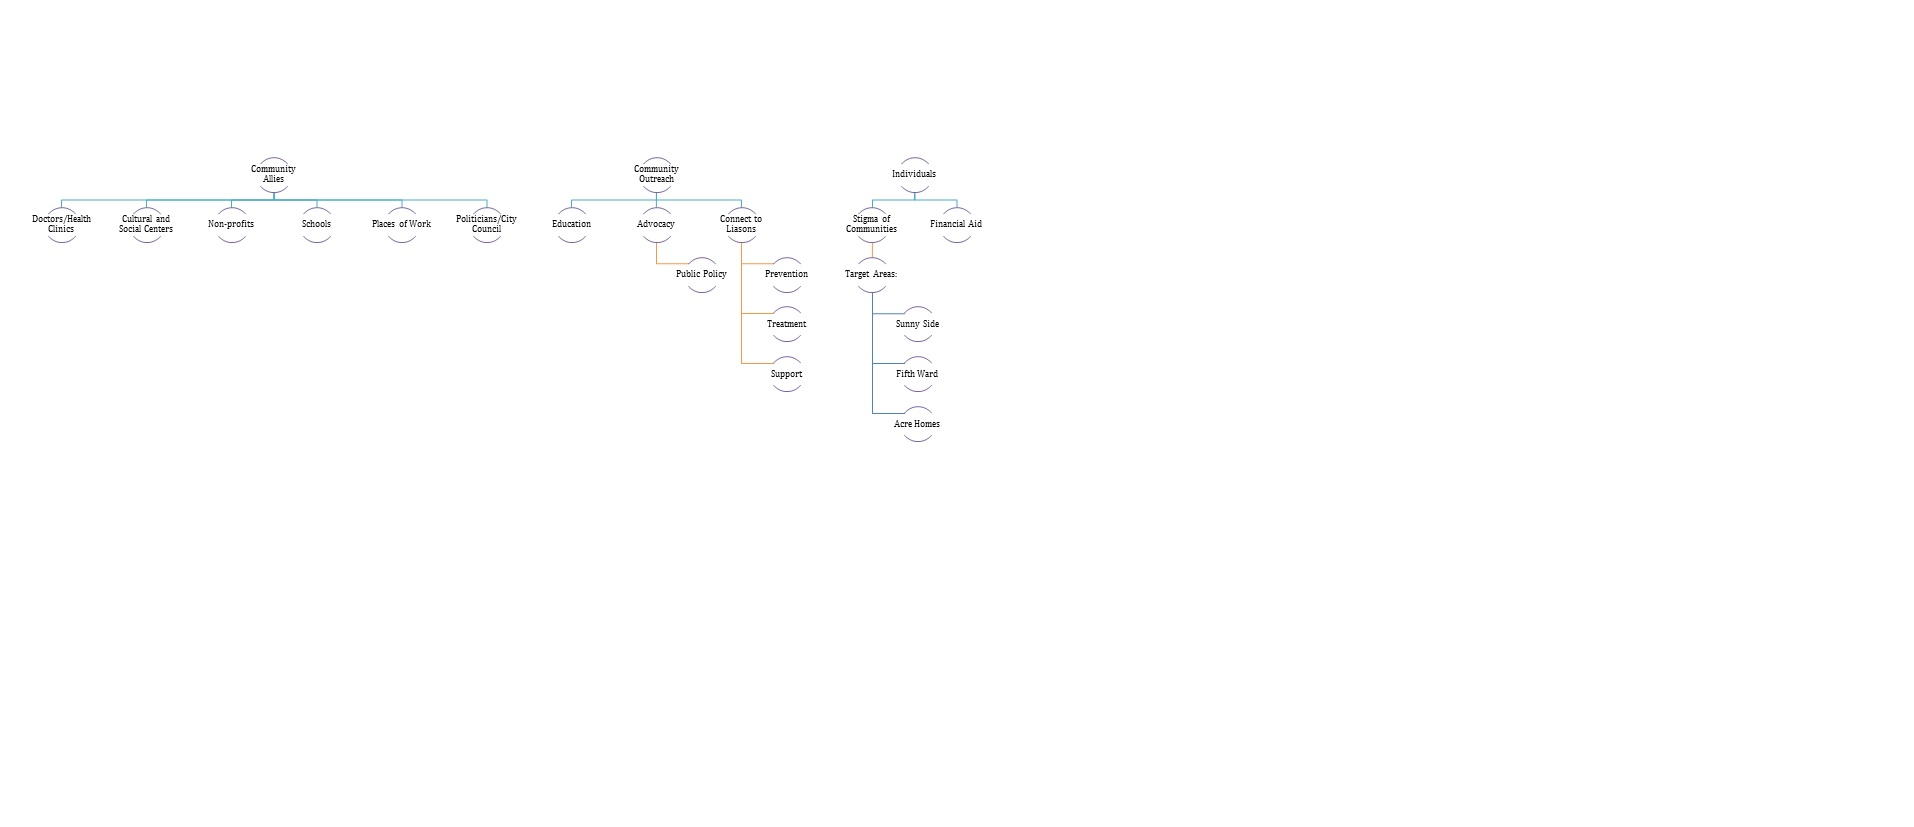 Community
Allies
Doctors/Health
Clinics
Cultural and
Social Centers
Non-profits
Schools
Places of Work
Politicians/City
Council
Community
Outreach
Education
Advocacy
Public Policy
Connect to
Liasons
Prevention
Treatment
Support
Individuals
Stigma of
Communities
Target Areas:
Sunny Side
Fifth Ward
Acre Homes
Financial Aid